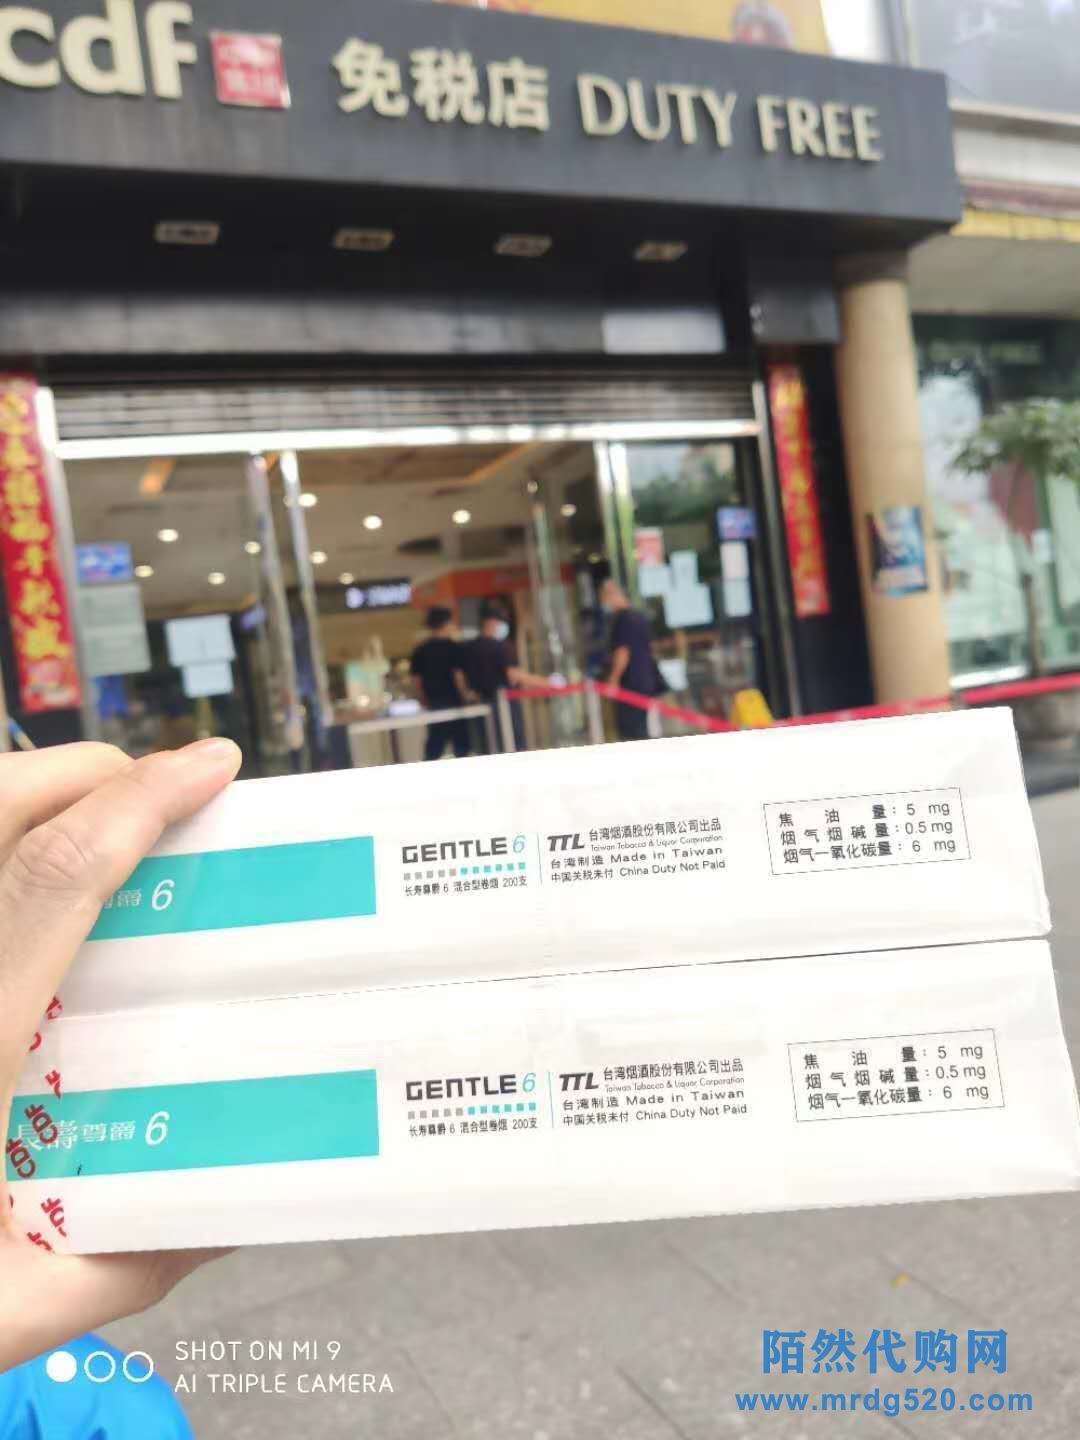 cdf 免税店 DUTY FREE
尊爵 6
GENTLE 6
长寿尊爵 6 混合型卷烟 200支
TTL 台湾烟酒股份有限公司出品
Taiwan Tobacco & Liquor Corporation
台湾制造 Made in Taiwan
中国关税未付 China Duty Not Paid
焦油量：5 mg
烟气烟碱量：0.5 mg
烟气一氧化碳量：6 mg
長壽尊爵 6
GENTLE 6
长寿尊爵 6 混合型卷烟 200支
TTL 台湾烟酒股份有限公司出品
Taiwan Tobacco & Liquor Corporation
台湾制造 Made in Taiwan
中国关税未付 China Duty Not Paid
焦油量：5 mg
烟气烟碱量：0.5 mg
烟气一氧化碳量：6 mg
CDF
SHOT ON MI 9
AI TRIPLE CAMERA
陌然代购网
www.mrdg520.com